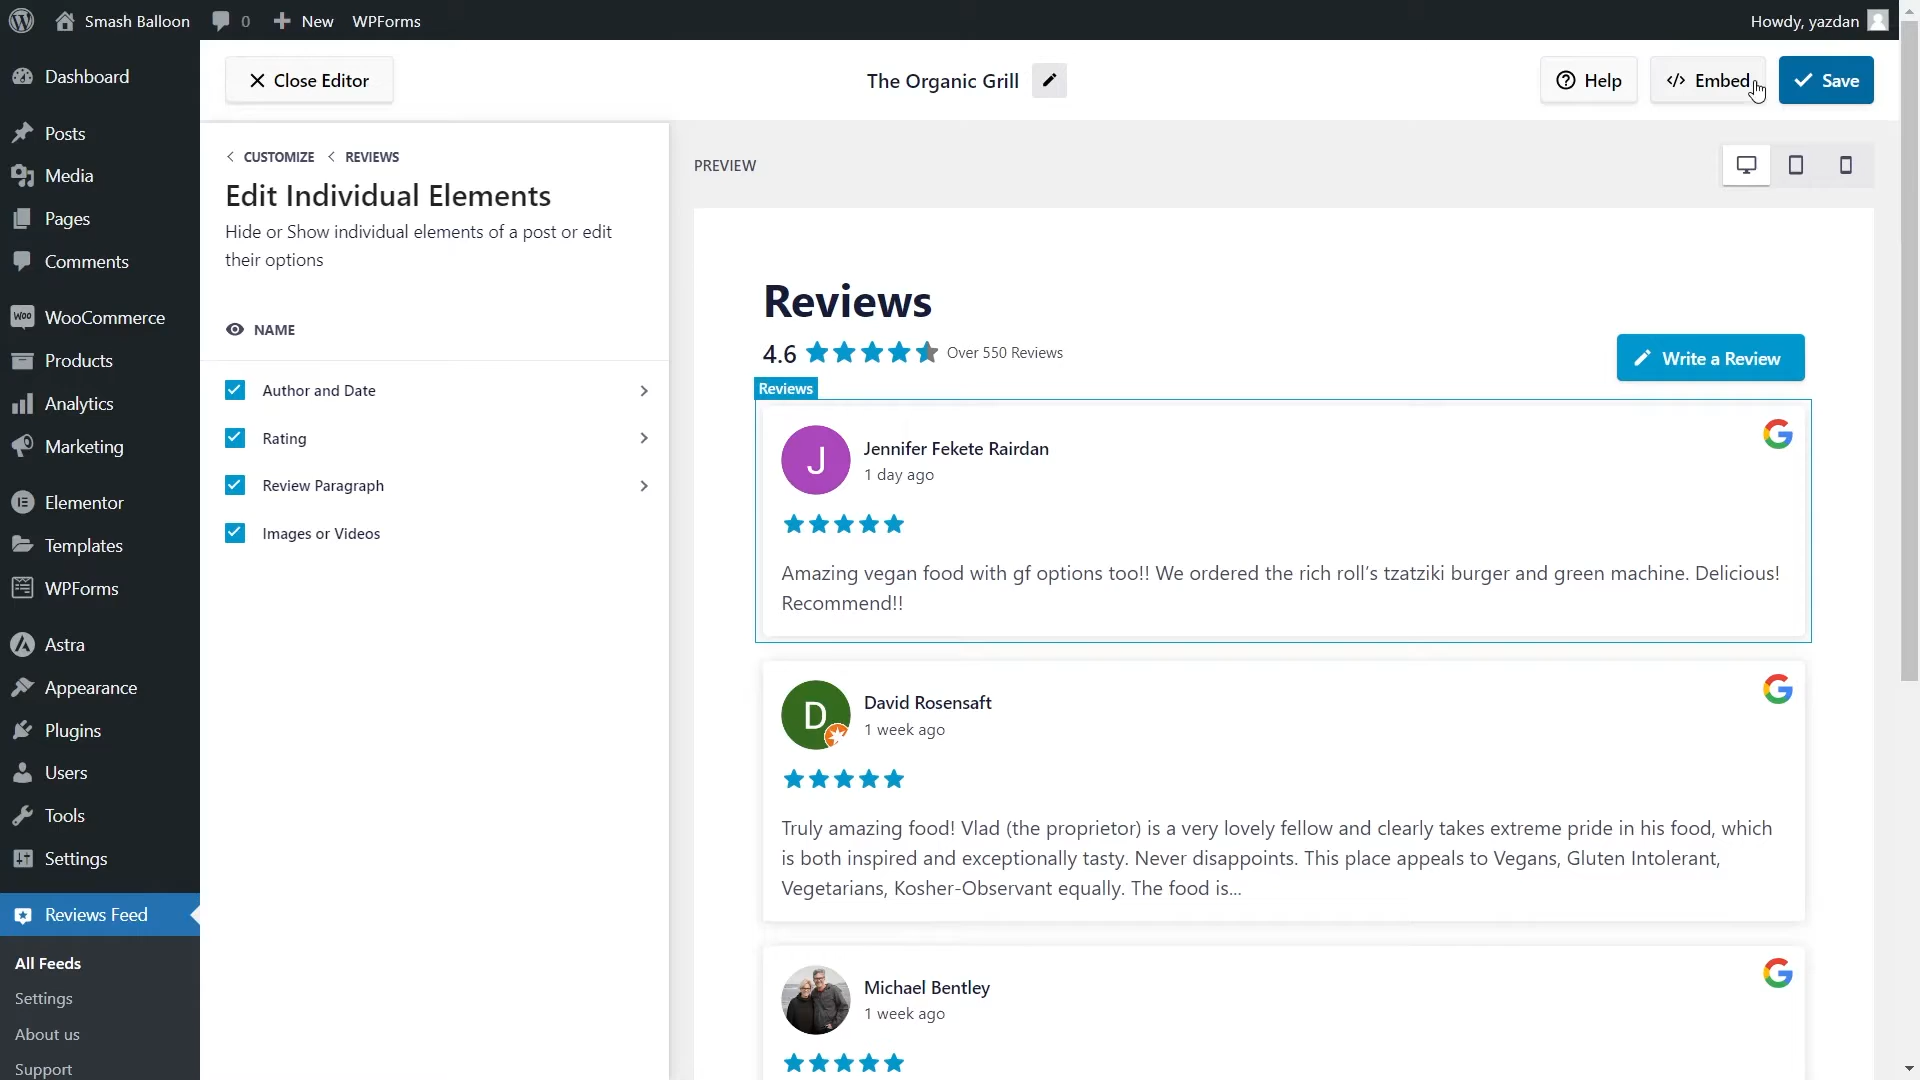 Smash Balloon
0
New
WPForms
Howdy, yazdan
Dashboard
Posts
Media
Pages
Comments
WooCommerce
Products
Analytics
Marketing
Elementor
Templates
WPForms
Astra
Appearance
Plugins
Users
Tools
Settings
Reviews Feed
All Feeds
Settings
About us
Support
Close Editor
The Organic Grill
Help
Embed
Save
CUSTOMIZE
REVIEWS
Edit Individual Elements
Hide or Show individual elements of a post or edit
their options
NAME
Author and Date
Rating
Review Paragraph
Images or Videos
PREVIEW
Reviews
4.6
Over 550 Reviews
Write a Review
Reviews
J
Jennifer Fekete Rairdan
1 day ago
Amazing vegan food with gf options too!! We ordered the rich roll's tzatziki burger and green machine. Delicious!
Recommend!!
D
David Rosensaft
1 week ago
Truly amazing food! Vlad (the proprietor) is a very lovely fellow and clearly takes extreme pride in his food, which
is both inspired and exceptionally tasty. Never disappoints. This place appeals to Vegans, Gluten Intolerant,
Vegetarians, Kosher-Observant equally. The food is...
Michael Bentley
1 week ago